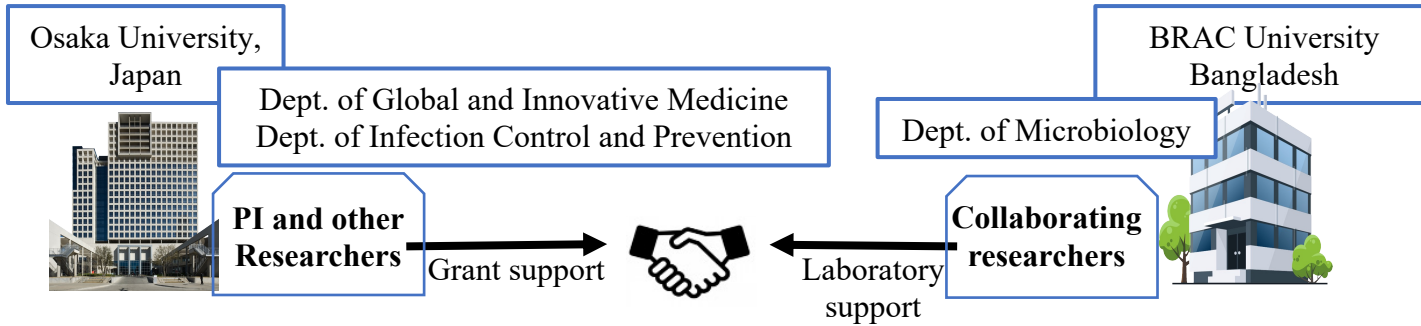 Osaka University,
Japan
Dept. of Global and Innovative Medicine
Dept. of Infection Control and Prevention
PI and other
Researchers
Grant support
BRAC University
Bangladesh
Dept. of Microbiology
Collaborating
researchers
Laboratory
support